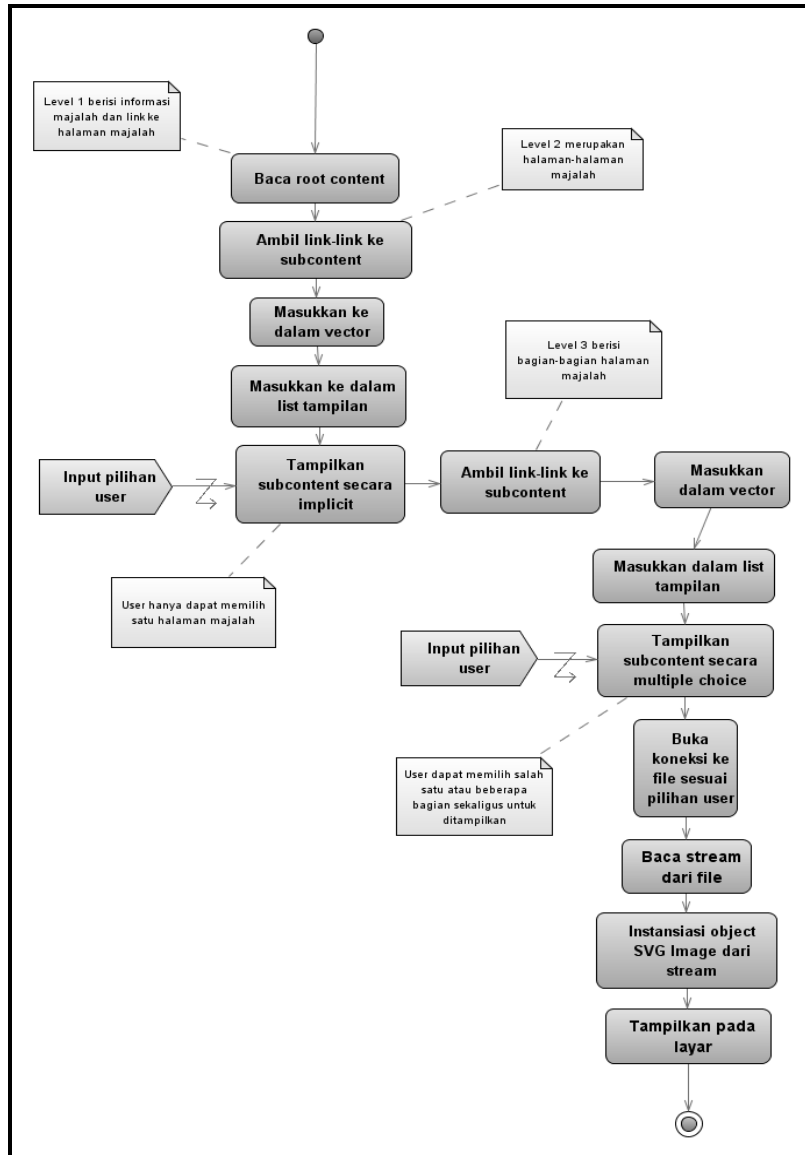 Level 1 berisi informasi
majalah dan link ke
halaman majalah
Level 2 merupakan
halaman-halaman
majalah
Baca root content
Ambil link-link ke
subcontent
Masukkan ke
dalam vector
Level 3 berisi
bagian-bagian halaman
majalah
Masukkan ke dalam
list tampilan
Input pilihan
user
Tampilkan
subcontent secara
implicit
Ambil link-link ke
subcontent
Masukkan
dalam vector
Masukkan dalam list
tampilan
User hanya dapat memilih
satu halaman majalah
Input pilihan
user
Tampilkan
subcontent secara
multiple choice
User dapat memilih salah
satu atau beberapa
bagian sekaligus untuk
ditampilkan
Buka
koneksi ke
file sesuai
pilihan user
Baca stream
dari file
Instansiasi object
SVG Image dari
stream
Tampilkan pada
layar